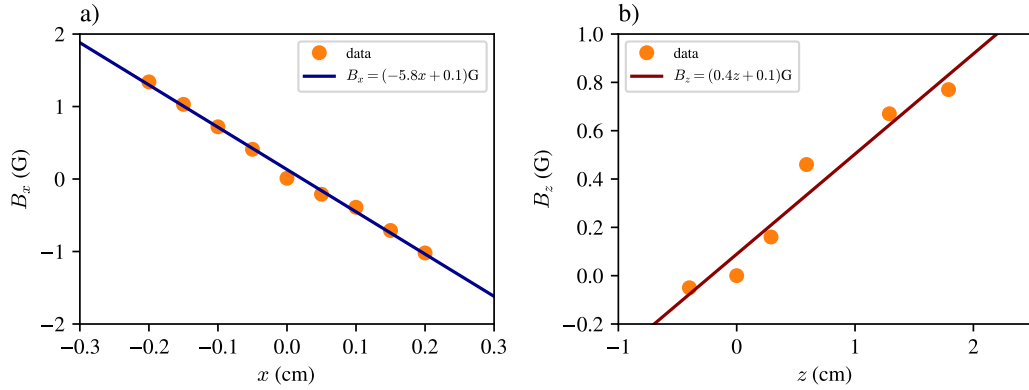 a)
2
1
0
−1
−2
−0.3
−0.2
−0.1
0.0
0.1
0.2
0.3
x (cm)
B_x (G)
data
B_x = (−5.8x + 0.1)G
b)
1.0
0.8
0.6
0.4
0.2
0.0
−0.2
−1
0
1
2
z (cm)
B_z (G)
data
B_z = (0.4z + 0.1)G